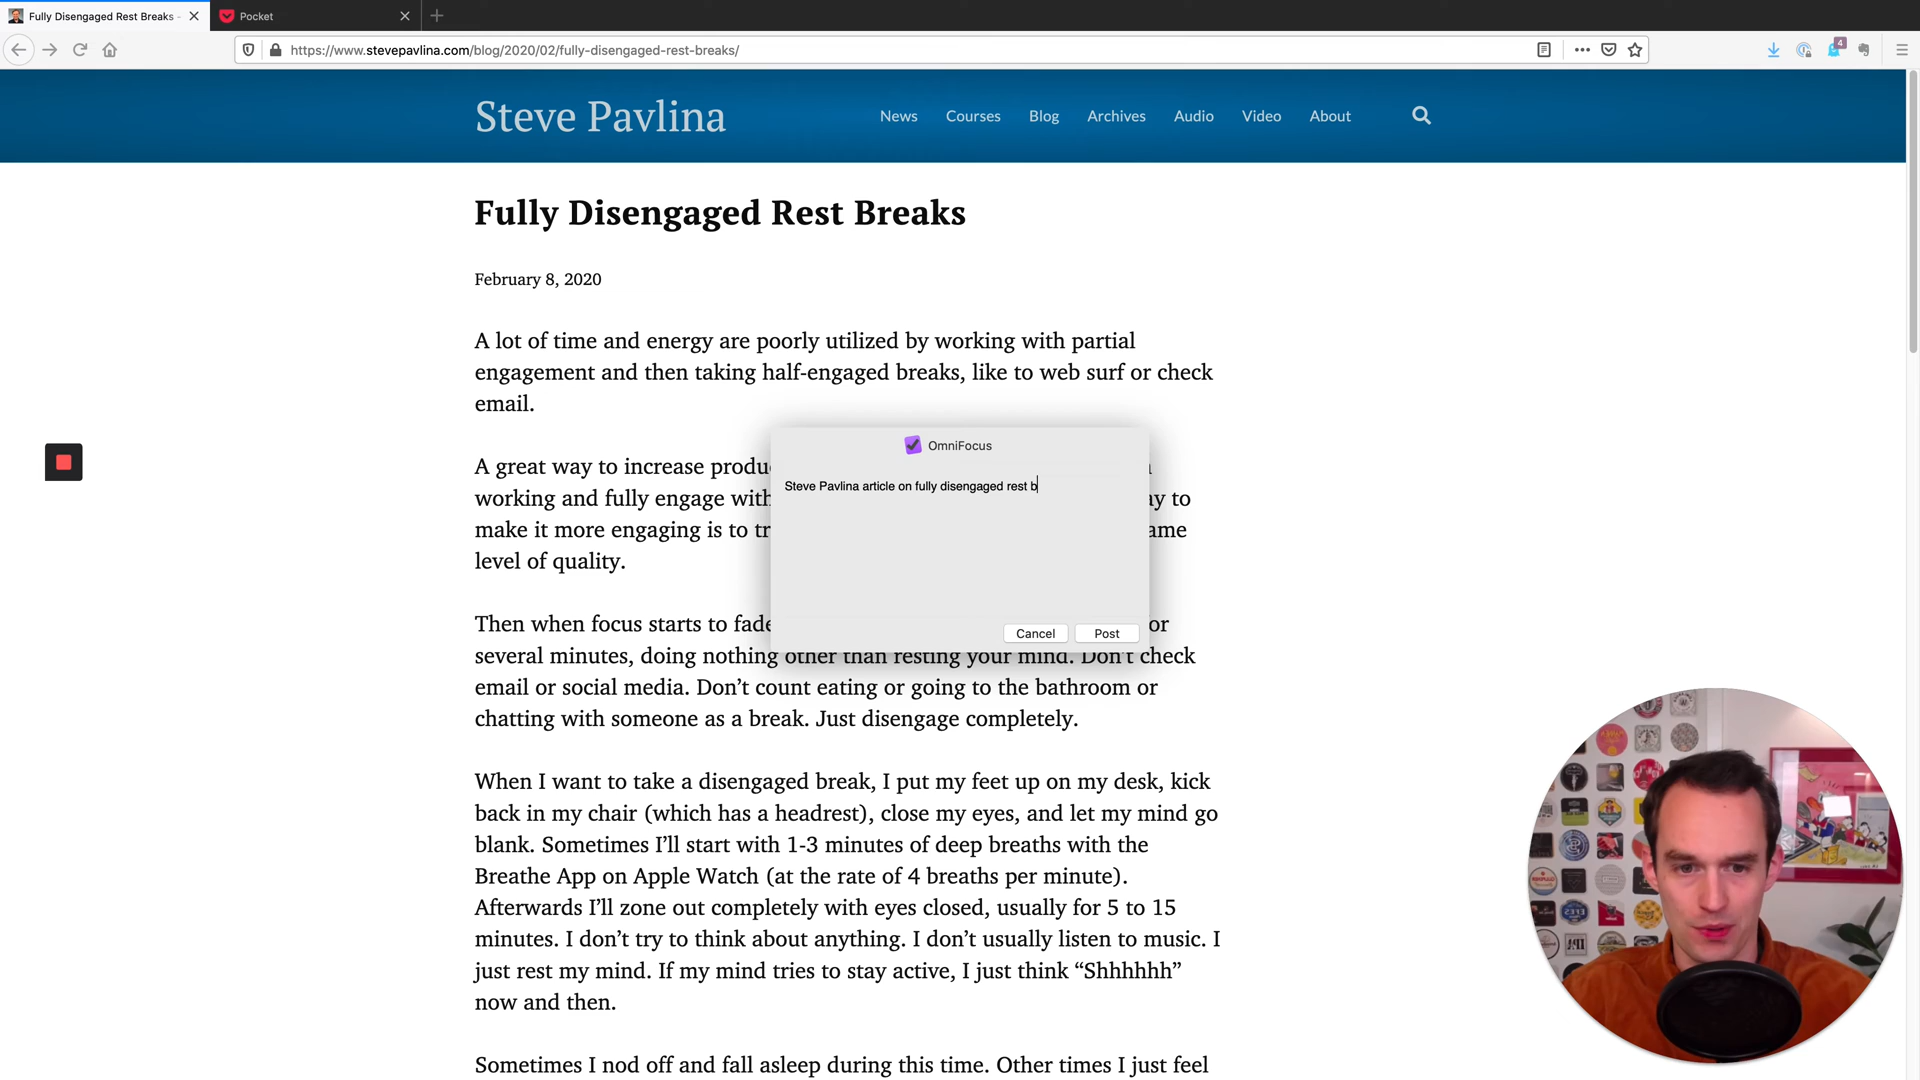 Fully Disengaged Rest Breaks -
Pocket
https://www.stevepavlina.com/blog/2020/02/fully-disengaged-rest-breaks/
4
Steve Pavlina
News
Courses
Blog
Archives
Audio
Video
About
Fully Disengaged Rest Breaks
February 8, 2020
A lot of time and energy are poorly utilized by working with partial
engagement and then taking half-engaged breaks, like to web surf or check
email.
A great way to increase produ
working and fully engage with ay to
make it more engaging is to tr ame
level of quality.
OmniFocus
Steve Pavlina article on fully disengaged rest b
Cancel
Post
Then when focus starts to fade or
several minutes, doing nothing other than resting your mind. Don't check
email or social media. Don’t count eating or going to the bathroom or
chatting with someone as a break. Just disengage completely.
When I want to take a disengaged break, I put my feet up on my desk, kick
back in my chair (which has a headrest), close my eyes, and let my mind go
blank. Sometimes I’ll start with 1-3 minutes of deep breaths with the
Breathe App on Apple Watch (at the rate of 4 breaths per minute).
Afterwards I’ll zone out completely with eyes closed, usually for 5 to 15
minutes. I don’t try to think about anything. I don’t usually listen to music. I
just rest my mind. If my mind tries to stay active, I just think “Shhhhhh”
now and then.
Sometimes I nod off and fall asleep during this time. Other times I just feel